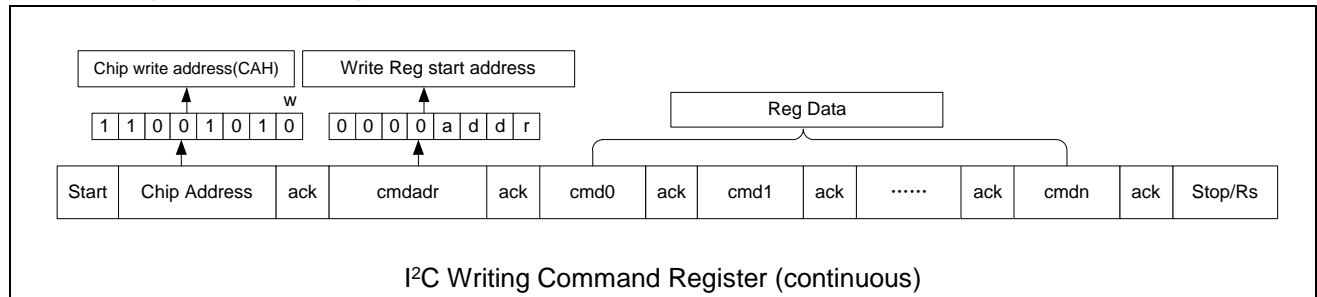 Chip write address(CAH) Write Reg start address
w
1 1 0 0 1 0 1 0 0 0 0 0 a d d r
Reg Data
Start Chip Address ack cmdadr ack cmd0 ack cmd1 ack ...... ack cmdn ack Stop/Rs
I²C Writing Command Register (continuous)